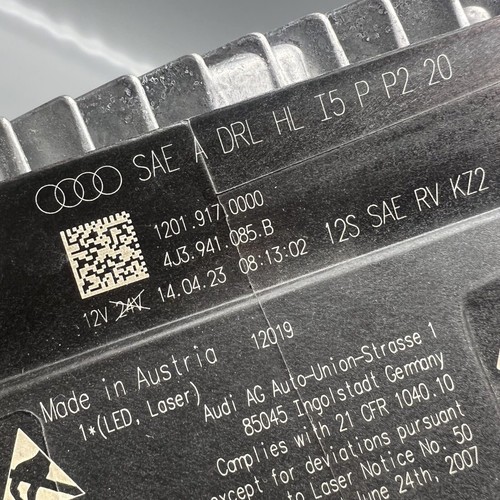 SAE A DRL HL I5 P P2 20
1201.917.0000
4J3.941.085.B
12V 24V 14.04.23 08:13:02 12S SAE RV KZ2
Made in Austria 12019
1*(LED, Laser)
Audi AG Auto-Union-Strasse 1
85045 Ingolstadt Germany
Complies with 21 CFR 1040.10
except for deviations pursuant
to Laser Notice No. 50
June 24th, 2007